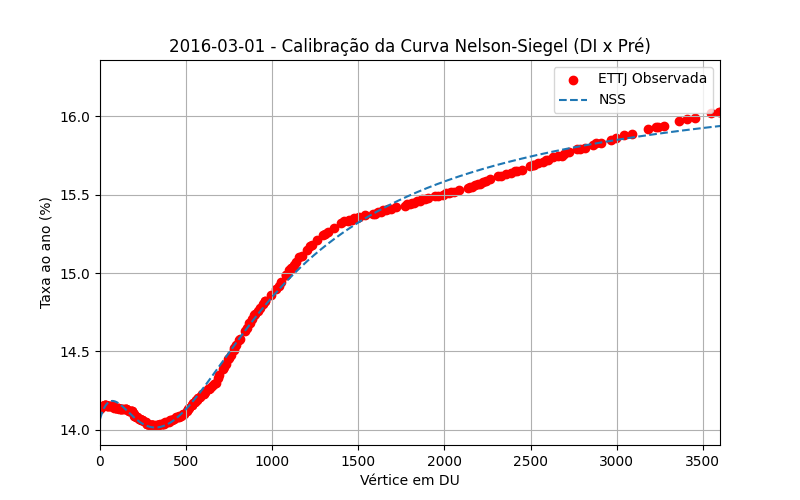 2016-03-01 - Calibração da Curva Nelson-Siegel (DI x Pré)
ETTJ Observada
NSS
Taxa ao ano (%)
16.0
15.5
15.0
14.5
14.0
0 500 1000 1500 2000 2500 3000 3500
Vértice em DU